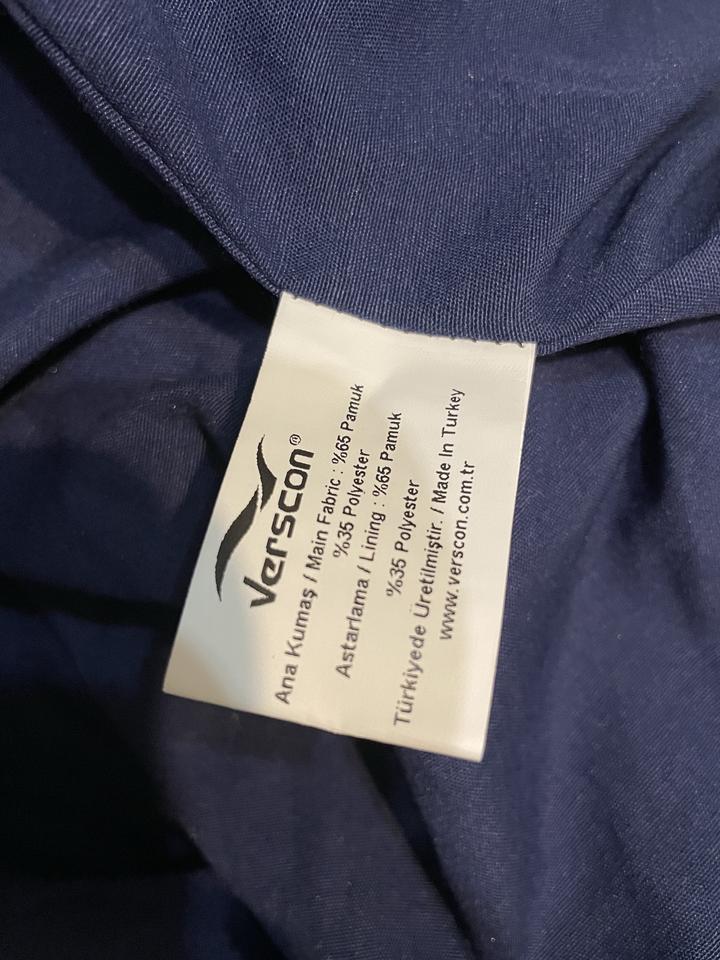 Verscon®
Ana Kumaş / Main Fabric : %65 Pamuk
%35 Polyester
Astarlama / Lining : %65 Pamuk
%35 Polyester
Türkiyede Üretilmiştir. / Made In Turkey
www.verscon.com.tr